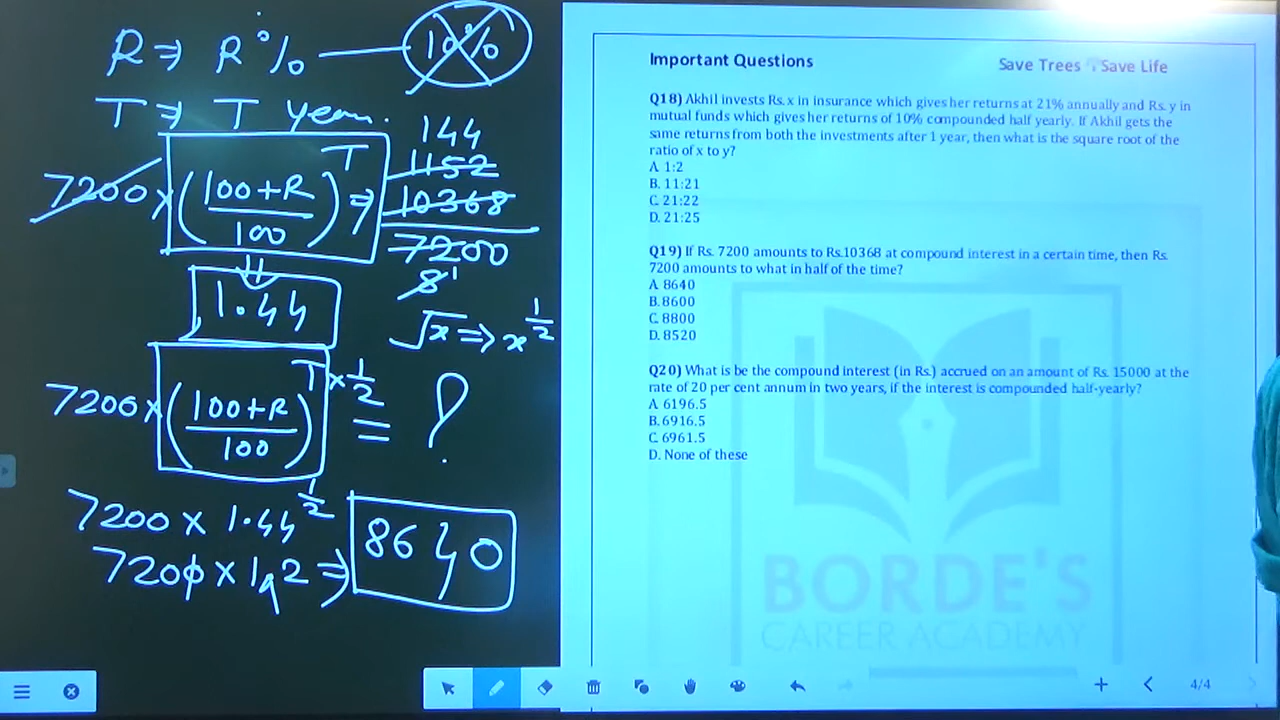 R ⇒ R % — 10%
T ⇒ T year.
7200 × (100+R / 100)^T ⇒
144
1152
10368
7200
8 1
1.44
√x ⇒ x^1/2
7200 × (100+R / 100)^T×1/2 = ?
7200 × 1.44^1/2
7200 × 1.2 ⇒ 8640
Important Questions
Save Trees Save Life
Q18) Akhil invests Rs. x in insurance which gives her returns at 21% annually and Rs. y in
mutual funds which gives her returns of 10% compounded half yearly. If Akhil gets the
same returns from both the investments after 1 year, then what is the square root of the
ratio of x to y?
A. 1:2
B. 11:21
C. 21:22
D. 21:25
Q19) If Rs. 7200 amounts to Rs.10368 at compound interest in a certain time, then Rs.
7200 amounts to what in half of the time?
A. 8640
B. 8600
C. 8800
D. 8520
Q20) What is be the compound interest (in Rs.) accrued on an amount of Rs. 15000 at the
rate of 20 per cent annum in two years, if the interest is compounded half-yearly?
A. 6196.5
B. 6916.5
C. 6961.5
D. None of these
BORDE'S
CAREER ACADEMY
4/4